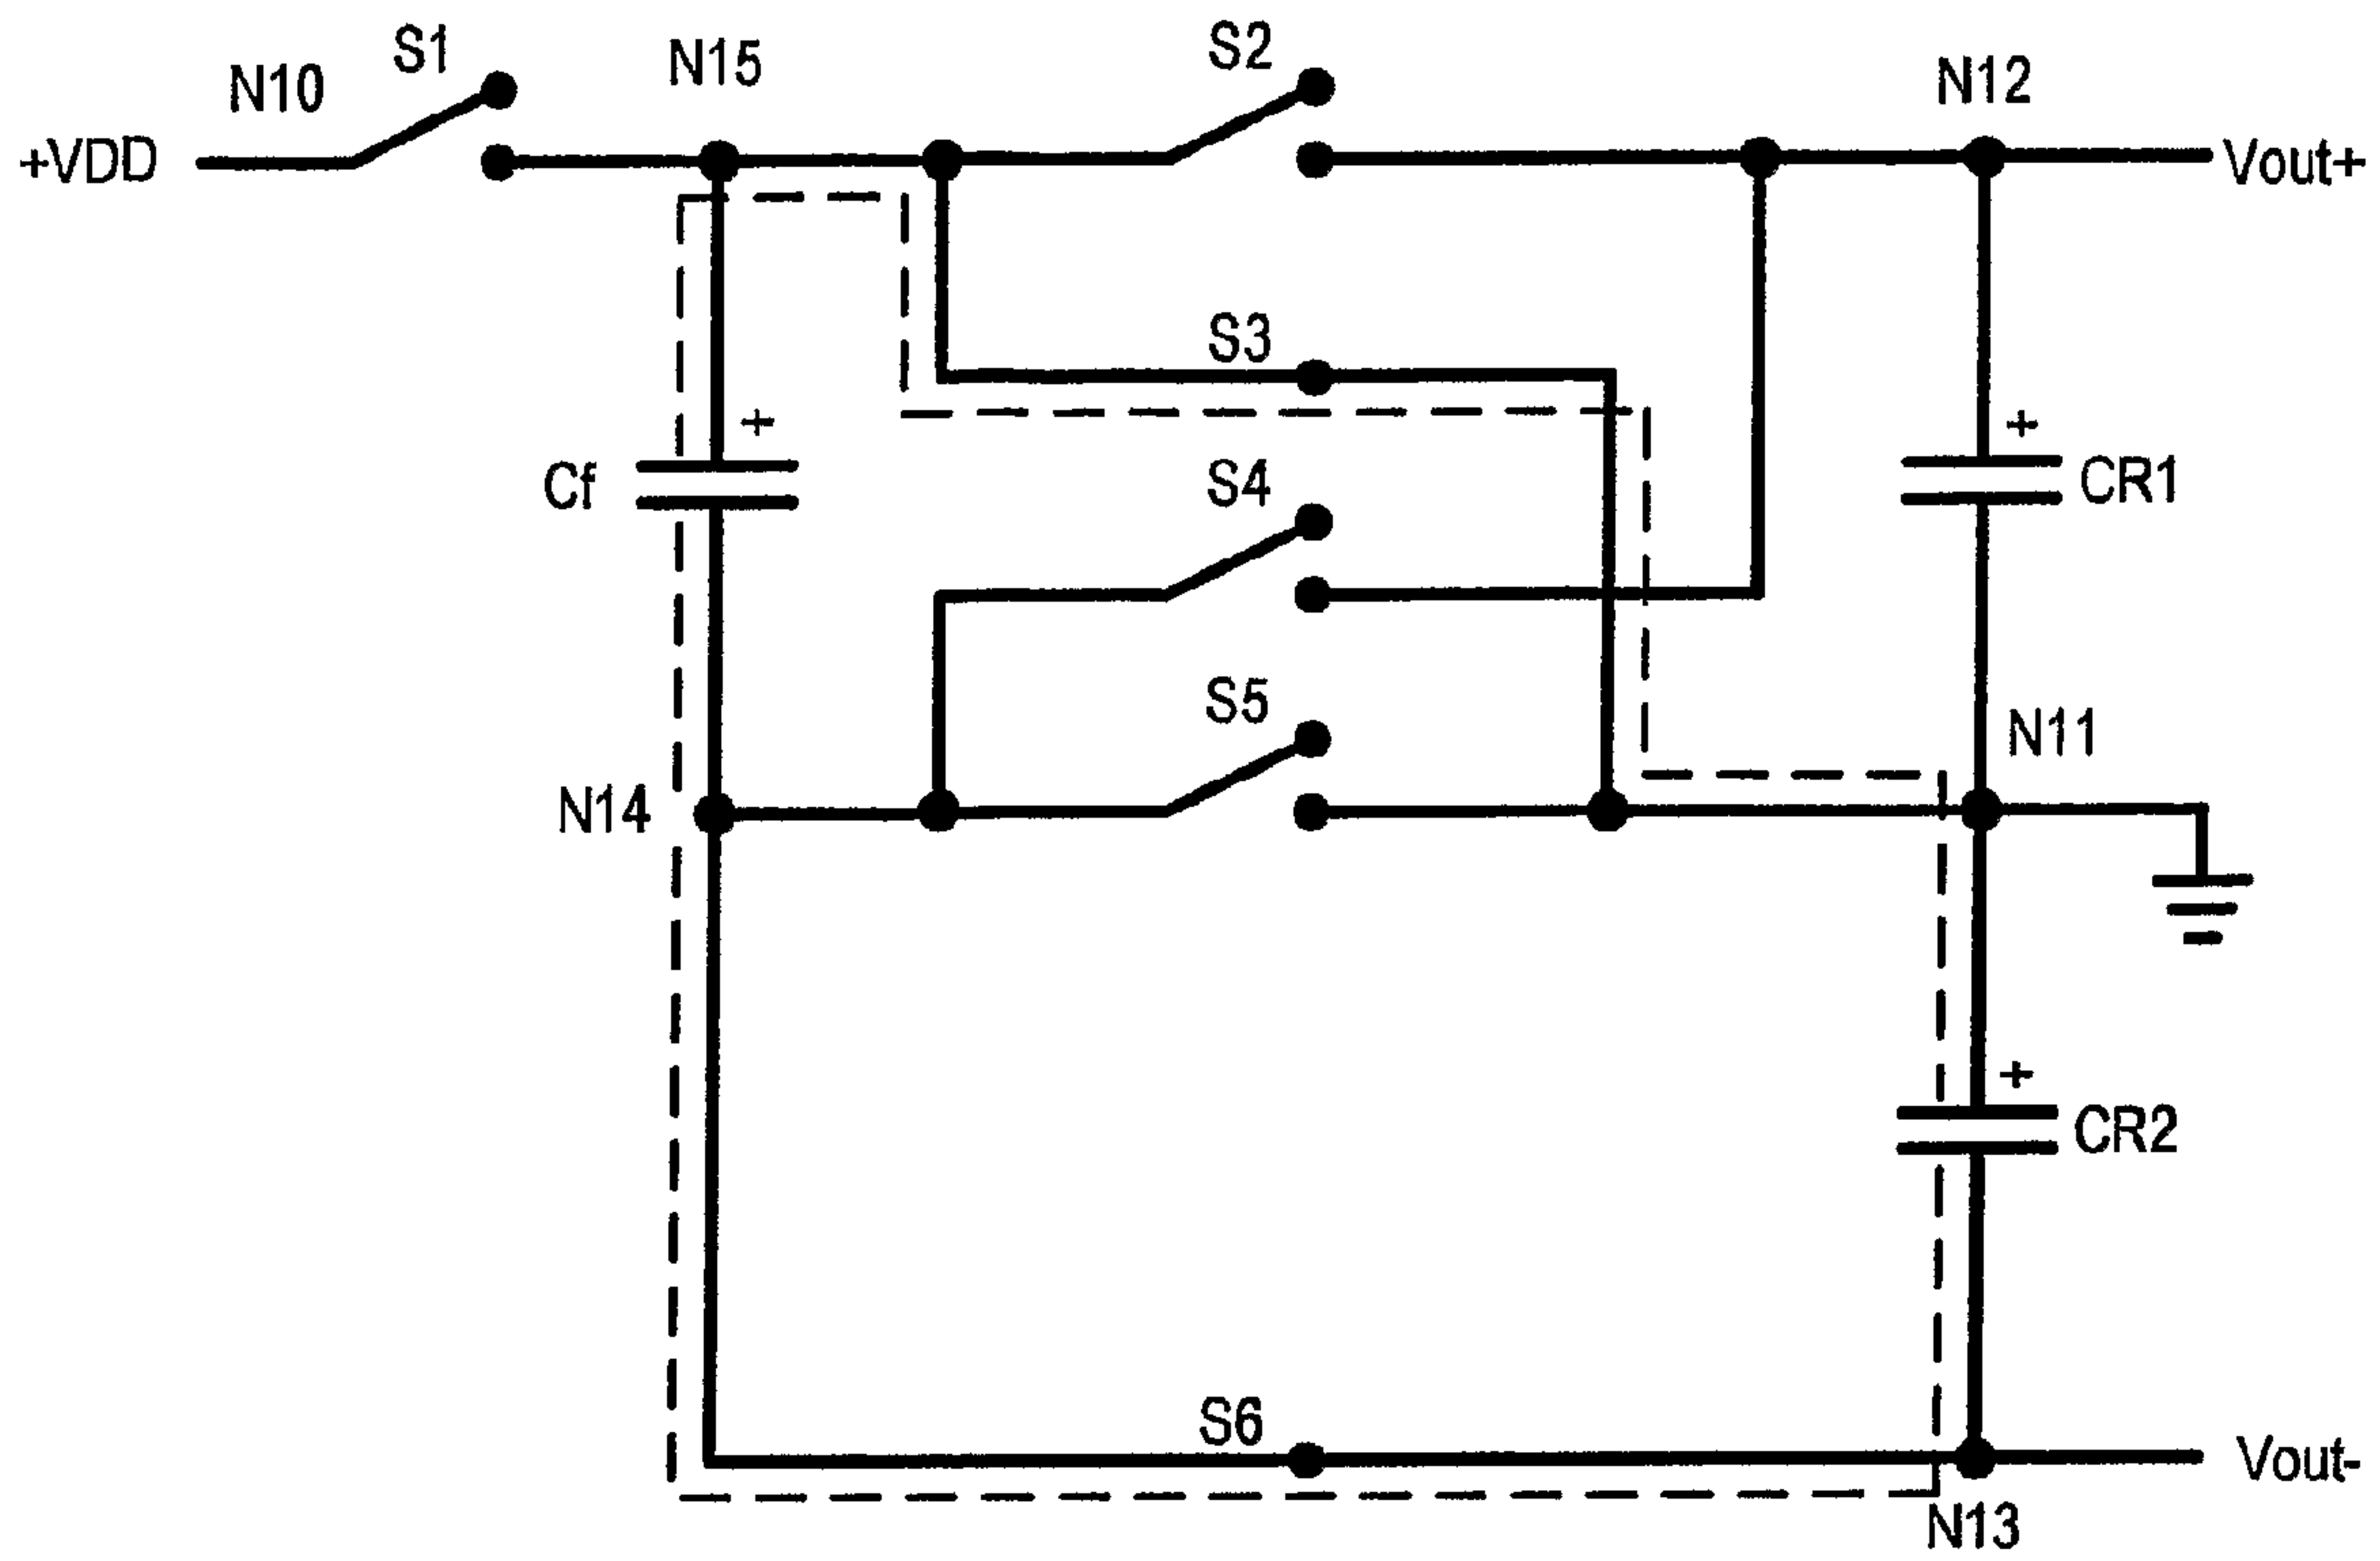 S1
S2
N10
N15
N12
+VDD
Vout+
S3
+
+
Cf
S4
CR1
S5
N11
N14
+
CR2
S6
Vout-
N13